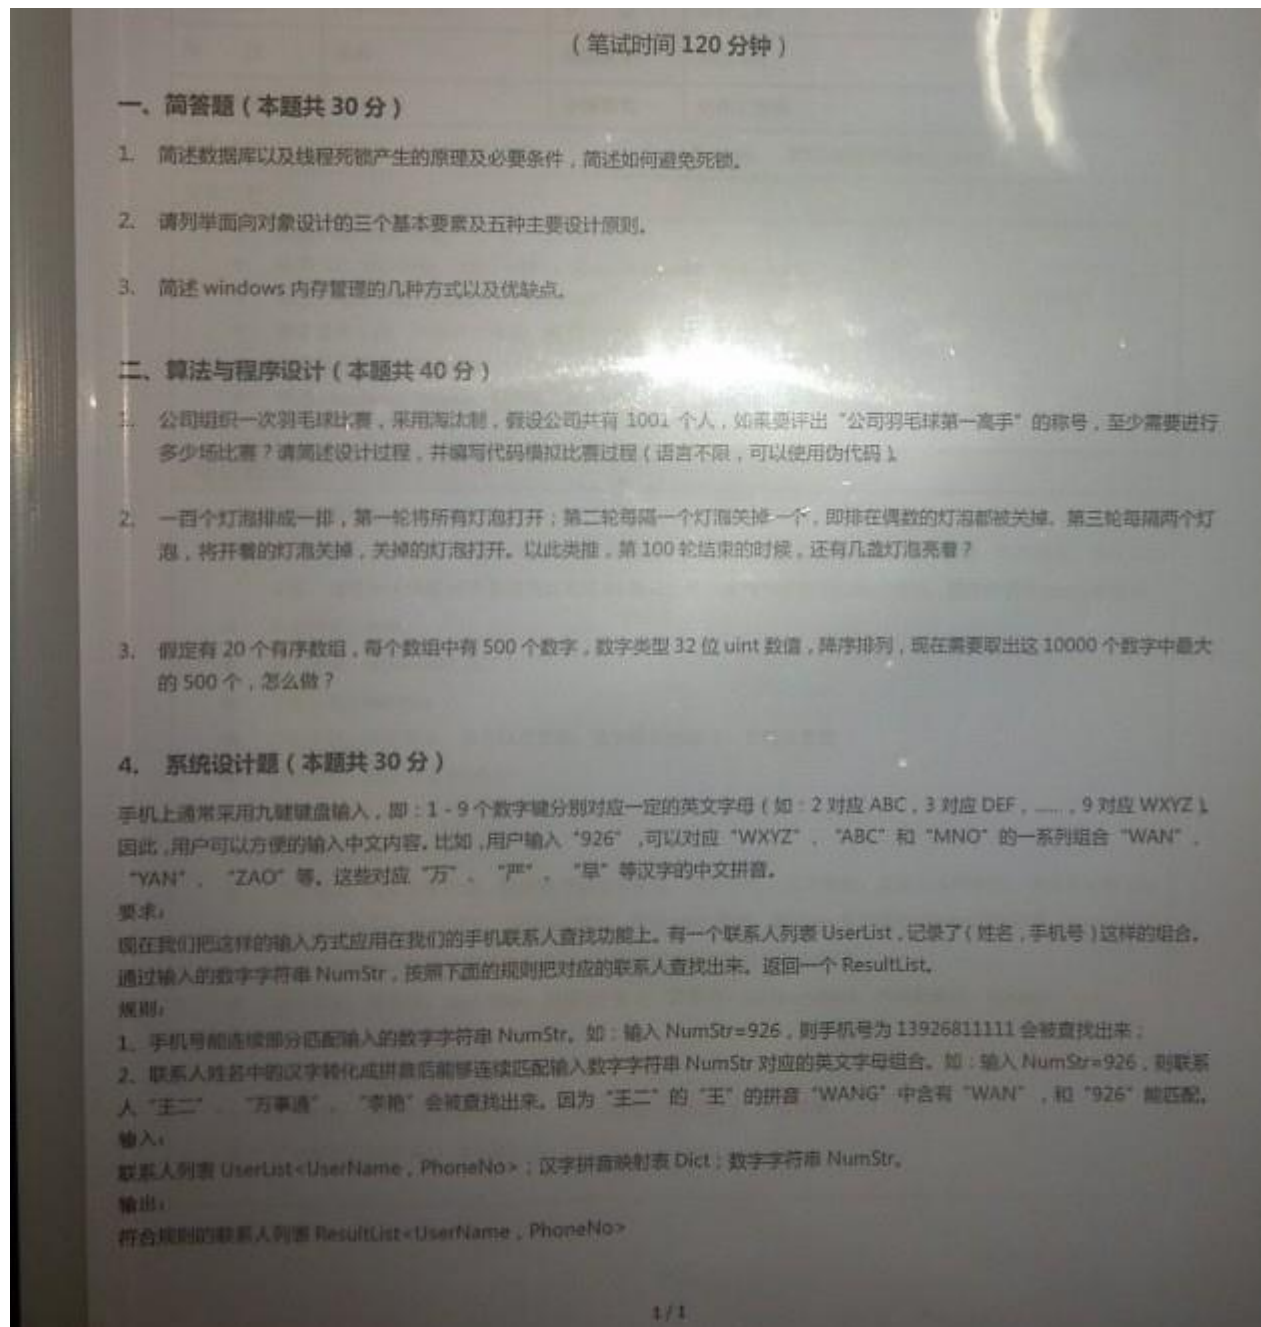 （笔试时间 120 分钟）
一、简答题（本题共 30 分）
1. 简述数据库以及线程死锁产生的原理及必要条件，简述如何避免死锁。
2. 请列举面向对象设计的三个基本要素及五种主要设计原则。
3. 简述 windows 内存管理的几种方式以及优缺点。
二、算法与程序设计（本题共 40 分）
1. 公司组织一次羽毛球比赛，采用淘汰制，假设公司共有 1001 个人，如果要评出“公司羽毛球第一高手”的称号，至少需要进行
多少场比赛？请简述设计过程，并编写代码模拟比赛过程（语言不限，可以使用伪代码）
2. 一百个灯泡排成一排，第一轮将所有灯泡打开；第二轮每隔一个灯泡关掉一个，即排在偶数的灯泡都被关掉。第三轮每隔两个灯
泡，将开着的灯泡关掉，关掉的灯泡打开。以此类推，第 100 轮结束的时候，还有几盏灯泡亮着？
3. 假定有 20 个有序数组，每个数组中有 500 个数字，数字类型 32 位 uint 数值，降序排列，现在需要取出这 10000 个数字中最大
的 500 个，怎么做？
4. 系统设计题（本题共 30 分）
手机上通常采用九键键盘输入，即：1 - 9 个数字键分别对应一定的英文字母（如：2 对应 ABC，3 对应 DEF，......，9 对应 WXYZ）
因此，用户可以方便的输入中文内容。比如，用户输入“926”，可以对应“WXYZ”、“ABC”和“MNO”的一系列组合“WAN”、
“YAN”、“ZAO”等。这些对应“万”、“严”、“早”等汉字的中文拼音。
要求：
现在我们把这样的输入方式应用在我们的手机联系人查找功能上。有一个联系人列表 UserList，记录了（姓名，手机号）这样的组合。
通过输入的数字字符串 NumStr，按照下面的规则把对应的联系人查找出来。返回一个 ResultList。
规则：
1、手机号能连续部分匹配输入的数字字符串 NumStr。如：输入 NumStr=926，则手机号为 13926811111 会被查找出来；
2、联系人姓名中的汉字转化成拼音后能够连续匹配输入数字字符串 NumStr 对应的英文字母组合。如：输入 NumStr=926，则联系
人“王二”、“万事通”、“李艳”会被查找出来。因为“王二”的“王”的拼音“WANG”中含有“WAN”，和“926”能匹配。
输入：
联系人列表 UserList<UserName，PhoneNo>；汉字拼音映射表 Dict；数字字符串 NumStr。
输出：
符合规则的联系人列表 ResultList<UserName，PhoneNo>
1 / 1